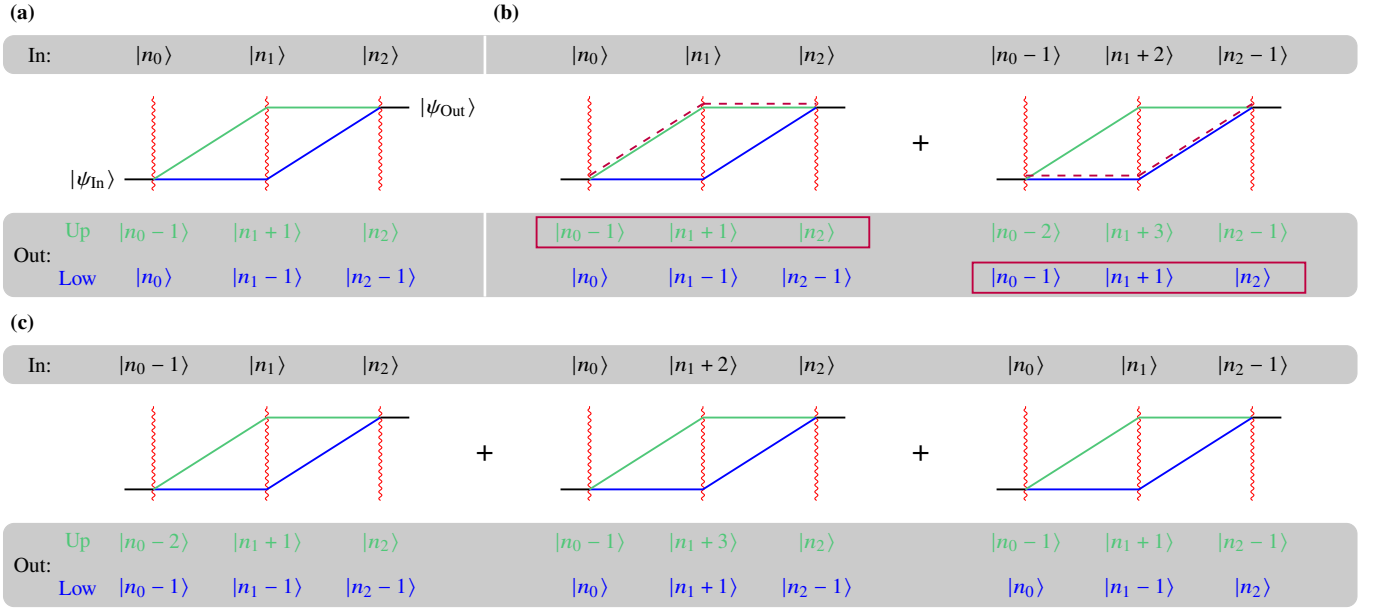 (a) (b)
In: |n₀⟩ |n₁⟩ |n₂⟩ |n₀⟩ |n₁⟩ |n₂⟩ |n₀ − 1⟩ |n₁ + 2⟩ |n₂ − 1⟩
|ψ_Out⟩
+
|ψ_In⟩
Up |n₀ − 1⟩ |n₁ + 1⟩ |n₂⟩ |n₀ − 1⟩ |n₁ + 1⟩ |n₂⟩ |n₀ − 2⟩ |n₁ + 3⟩ |n₂ − 1⟩
Out:
Low |n₀⟩ |n₁ − 1⟩ |n₂ − 1⟩ |n₀⟩ |n₁ − 1⟩ |n₂ − 1⟩ |n₀ − 1⟩ |n₁ + 1⟩ |n₂⟩
(c)
In: |n₀ − 1⟩ |n₁⟩ |n₂⟩ |n₀⟩ |n₁ + 2⟩ |n₂⟩ |n₀⟩ |n₁⟩ |n₂ − 1⟩
+ +
Up |n₀ − 2⟩ |n₁ + 1⟩ |n₂⟩ |n₀ − 1⟩ |n₁ + 3⟩ |n₂⟩ |n₀ − 1⟩ |n₁ + 1⟩ |n₂ − 1⟩
Out:
Low |n₀ − 1⟩ |n₁ − 1⟩ |n₂ − 1⟩ |n₀⟩ |n₁ + 1⟩ |n₂ − 1⟩ |n₀⟩ |n₁ − 1⟩ |n₂⟩